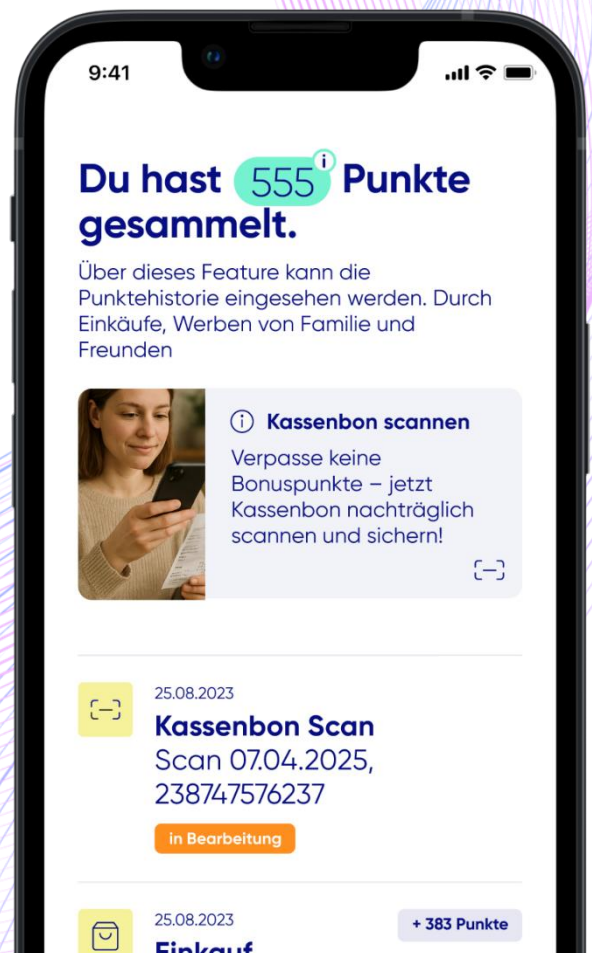 9:41
Du hast 555 i Punkte
gesammelt.
Über dieses Feature kann die
Punktehistorie eingesehen werden. Durch
Einkäufe, Werben von Familie und
Freunden
i Kassenbon scannen
Verpasse keine
Bonuspunkte – jetzt
Kassenbon nachträglich
scannen und sichern!
25.08.2023
Kassenbon Scan
Scan 07.04.2025,
238747576237
in Bearbeitung
25.08.2023
+ 383 Punkte
Einkauf